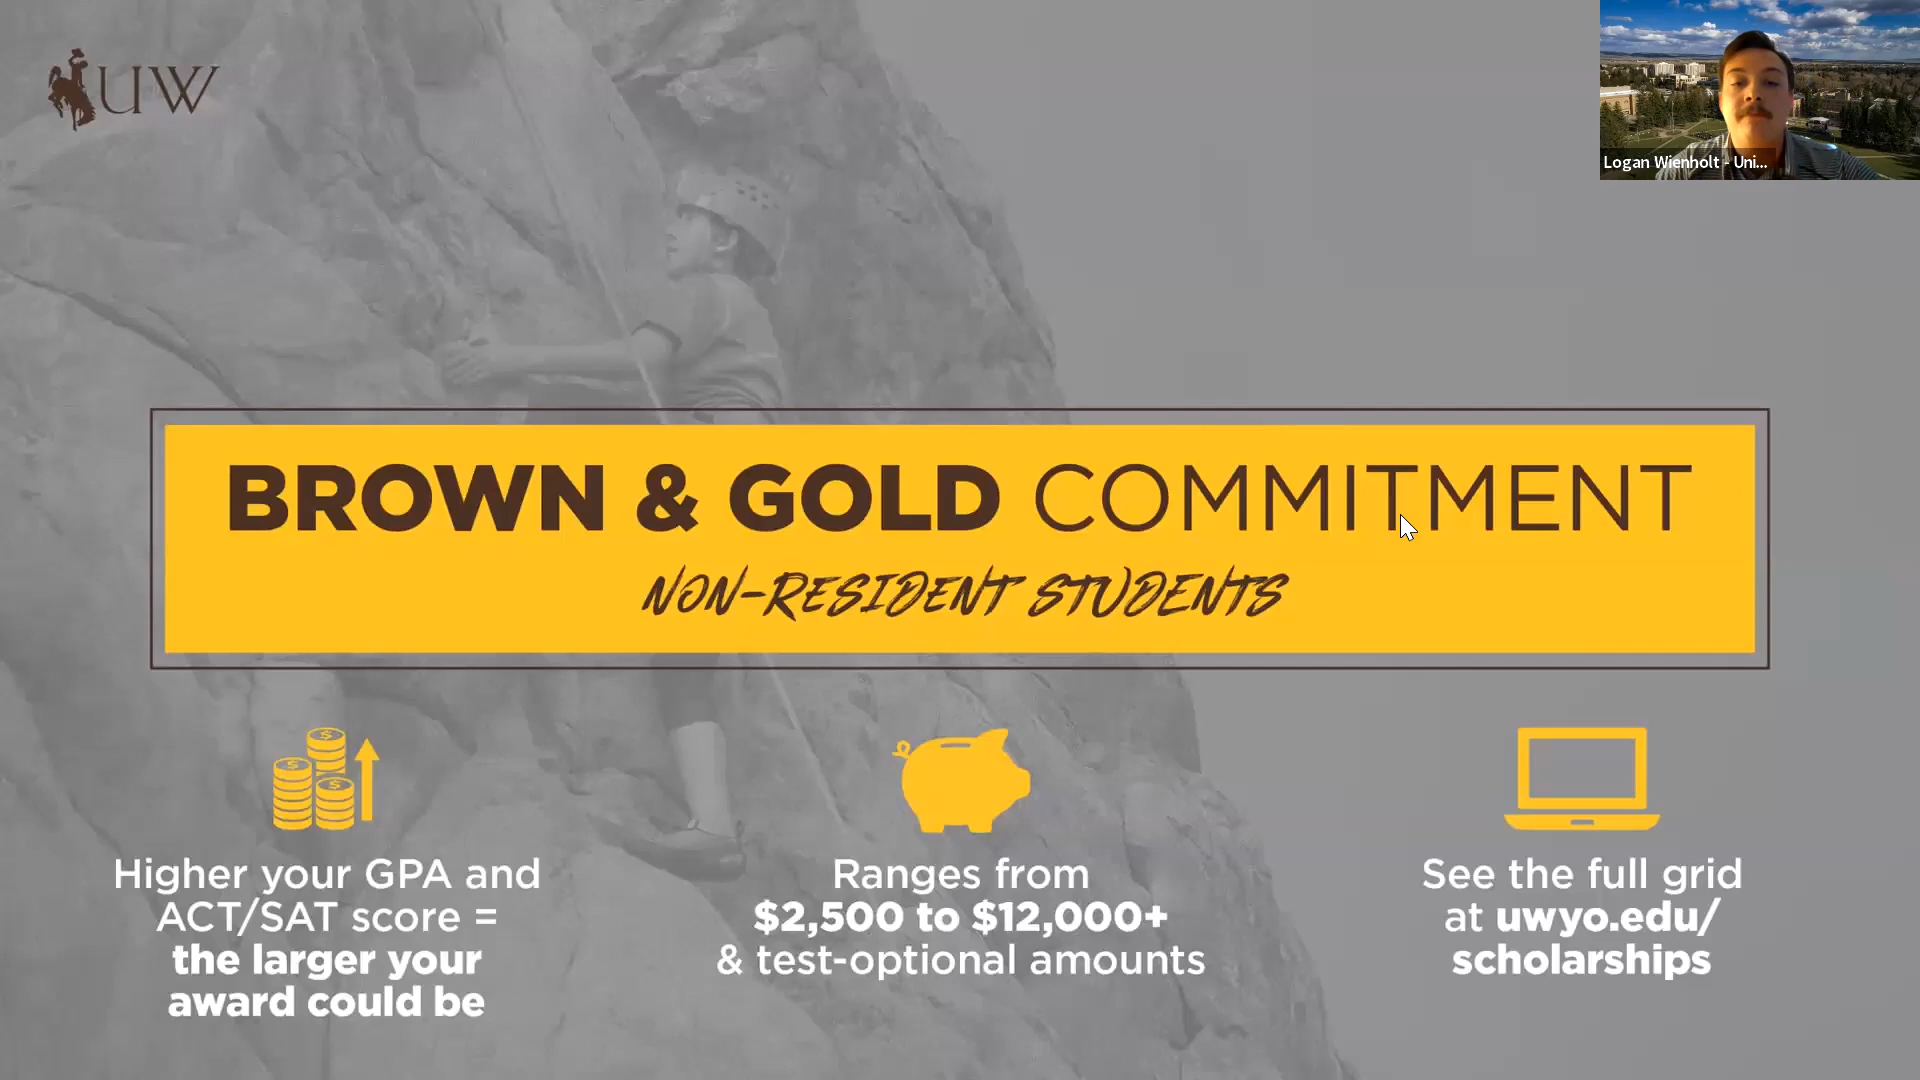 UW
Logan Wienholt - Uni...
BROWN & GOLD COMMITMENT
NON-RESIDENT STUDENTS
Higher your GPA and
ACT/SAT score =
the larger your
award could be
Ranges from
$2,500 to $12,000+
& test-optional amounts
See the full grid
at uwyo.edu/
scholarships